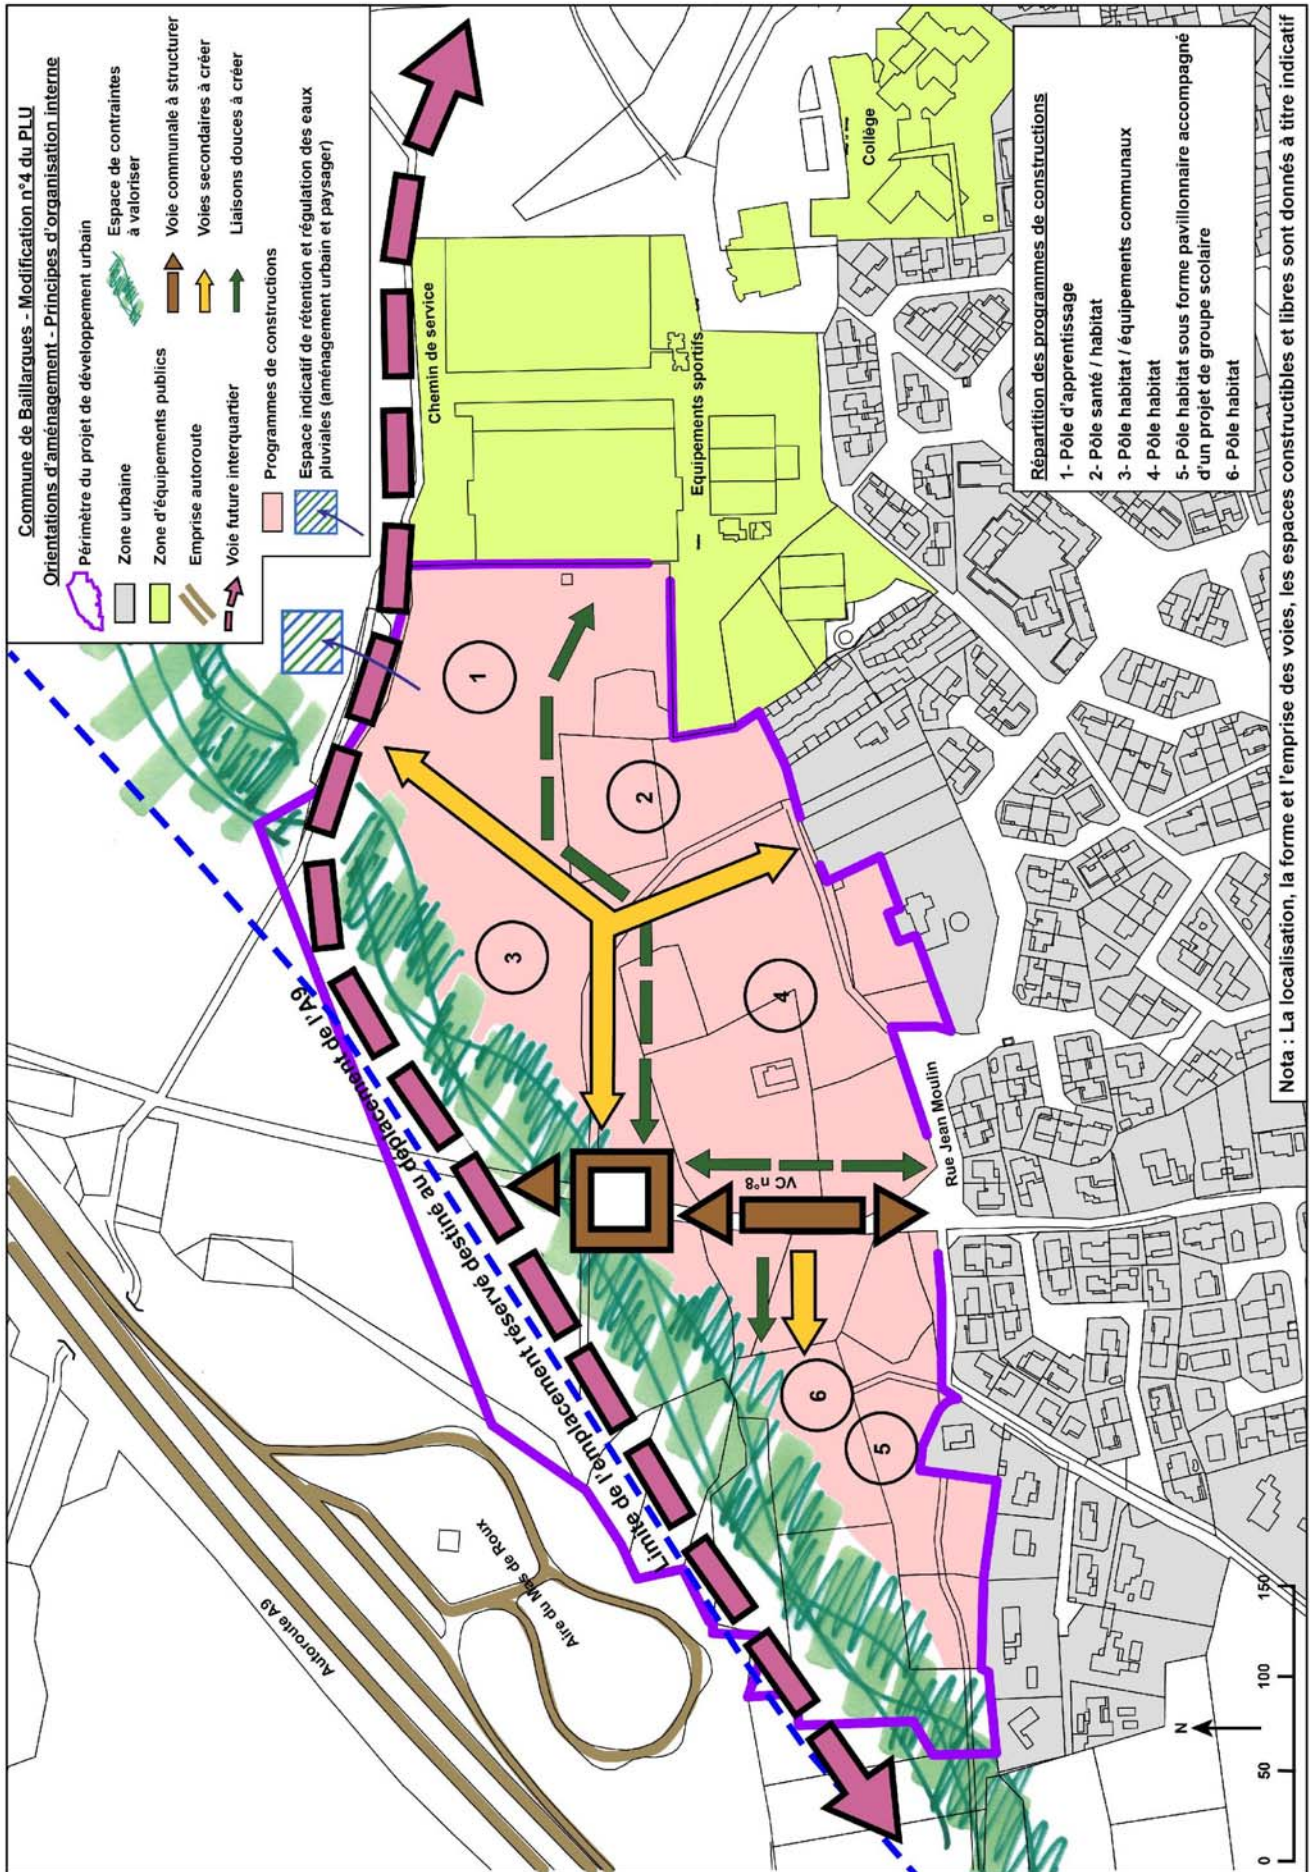 Commune de Baillargues - Modification n°4 du PLU
Orientations d'aménagement - Principes d'organisation interne
Périmètre du projet de développement urbain
Zone urbaine
Zone d'équipements publics
Emprise autoroute
Voie future interquartier
Espace de contraintes
à valoriser
Voie communale à structurer
Voies secondaires à créer
Liaisons douces à créer
Programmes de constructions
Espace indicatif de rétention et régulation des eaux
pluviales (aménagement urbain et paysager)
Autoroute A9
Aire du Mas de Roux
Limite de l'emplacement réservé destiné au déplacement de l'A9
Chemin de service
Equipements sportifs
Collège
1
2
3
4
5
6
VC n°8
Rue Jean Moulin
Répartition des programmes de constructions
1- Pôle d'apprentissage
2- Pôle santé / habitat
3- Pôle habitat / équipements communaux
4- Pôle habitat
5- Pôle habitat sous forme pavillonnaire accompagné
d'un projet de groupe scolaire
6- Pôle habitat
N
0 50 100 150
Nota : La localisation, la forme et l'emprise des voies, les espaces constructibles et libres sont donnés à titre indicatif